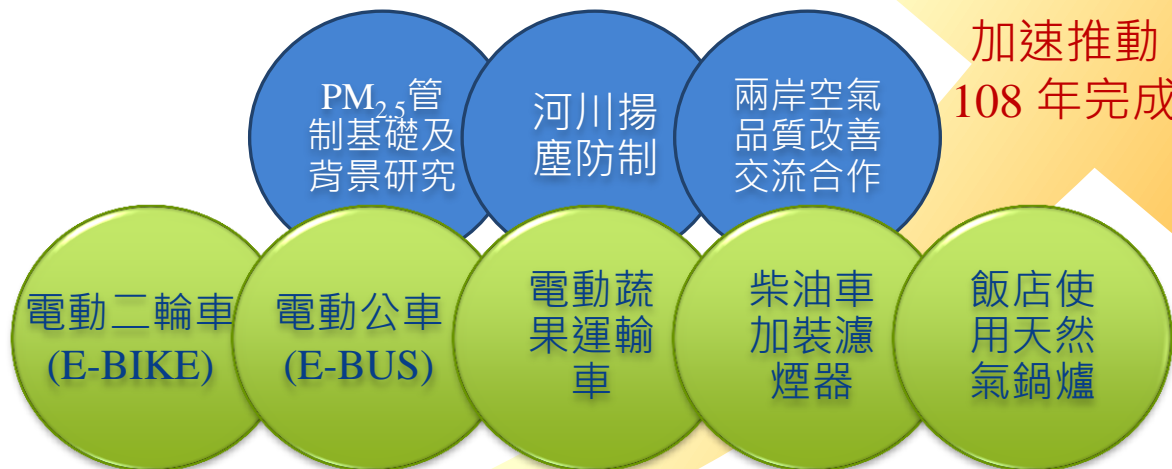 加速推動
108 年完成
PM2.5管
制基礎及
背景研究
河川揚
塵防制
兩岸空氣
品質改善
交流合作
電動二輪車
(E-BIKE)
電動公車
(E-BUS)
電動蔬
果運輸
車
柴油車
加裝濾
煙器
飯店使
用天然
氣鍋爐